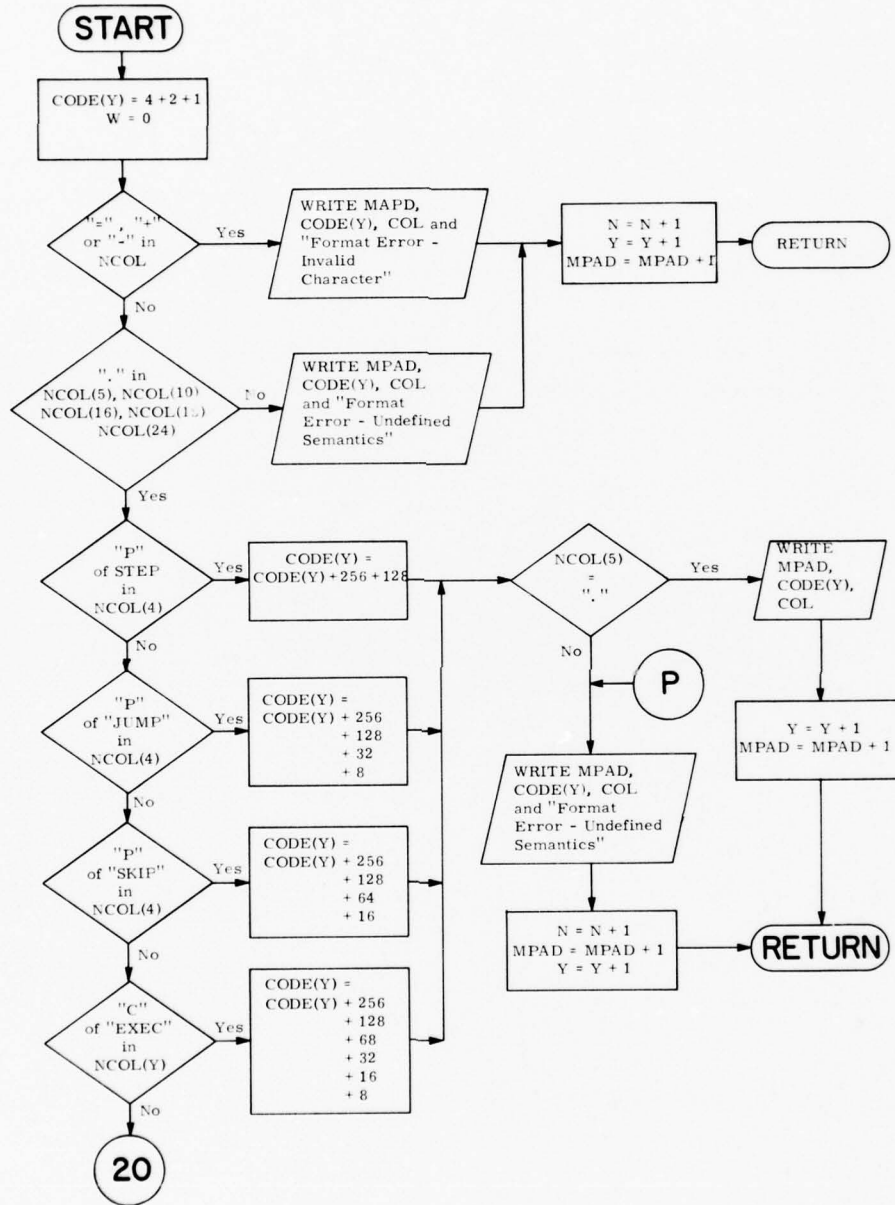 START
CODE(Y) = 4 + 2 + 1
W = 0
"=" , "+"
or "-" in
NCOL
Yes
WRITE MAPD,
CODE(Y), COL and
"Format Error -
Invalid
Character"
N = N + 1
Y = Y + 1
MPAD = MPAD + 1
RETURN
No
"." in
NCOL(5), NCOL(10)
NCOL(16),
NCOL(24)
No
WRITE MPAD,
CODE(Y), COL
and "Format
Error - Undefined
Semantics"
Yes
"P"
of STEP
in
NCOL(4)
Yes
CODE(Y) =
CODE(Y) + 256 + 128
NCOL(5)
=
"."
Yes
WRITE
MPAD,
CODE(Y),
COL
No
No
P
"P"
of "JUMP"
in
NCOL(4)
Yes
CODE(Y) =
CODE(Y) + 256
+ 128
+ 32
+ 8
Y = Y + 1
MPAD = MPAD + 1
WRITE MPAD,
CODE(Y), COL
and "Format
Error - Undefined
Semantics"
No
"P"
of "SKIP"
in
NCOL(4)
Yes
CODE(Y) =
CODE(Y) + 256
+ 128
+ 64
+ 16
N = N + 1
MPAD = MPAD + 1
Y = Y + 1
RETURN
No
"C"
of "EXEC"
in
NCOL(Y)
Yes
CODE(Y) =
CODE(Y) + 256
+ 128
+ 68
+ 32
+ 16
+ 8
No
20